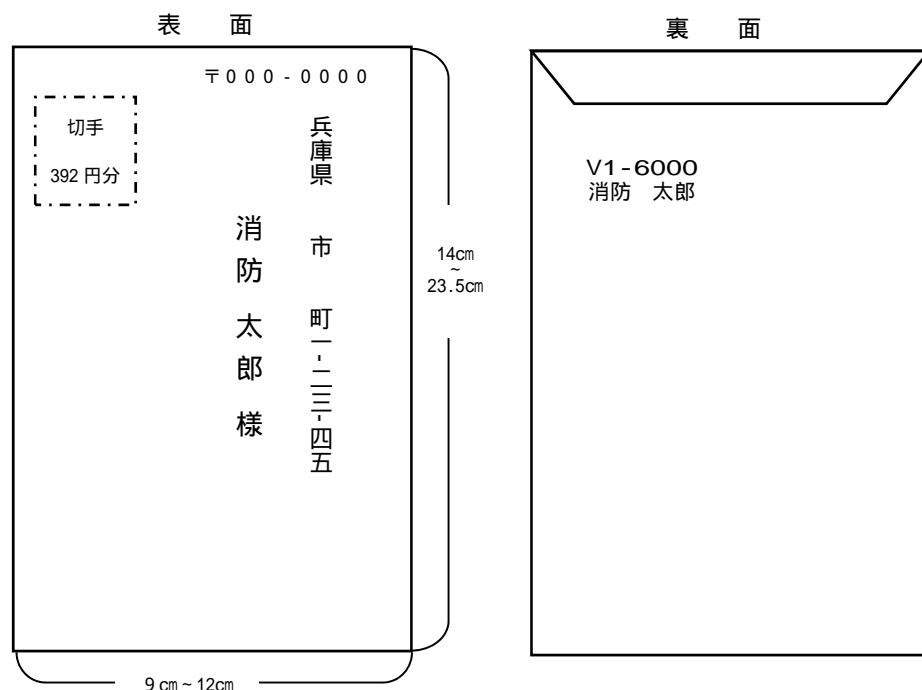 表　面
〒000-0000
切手
392円分
兵庫県　市　町一-二三-四五
消防太郎様
14㎝
~
23.5㎝
9㎝~12㎝
裏　面
V1-6000
消防　太郎